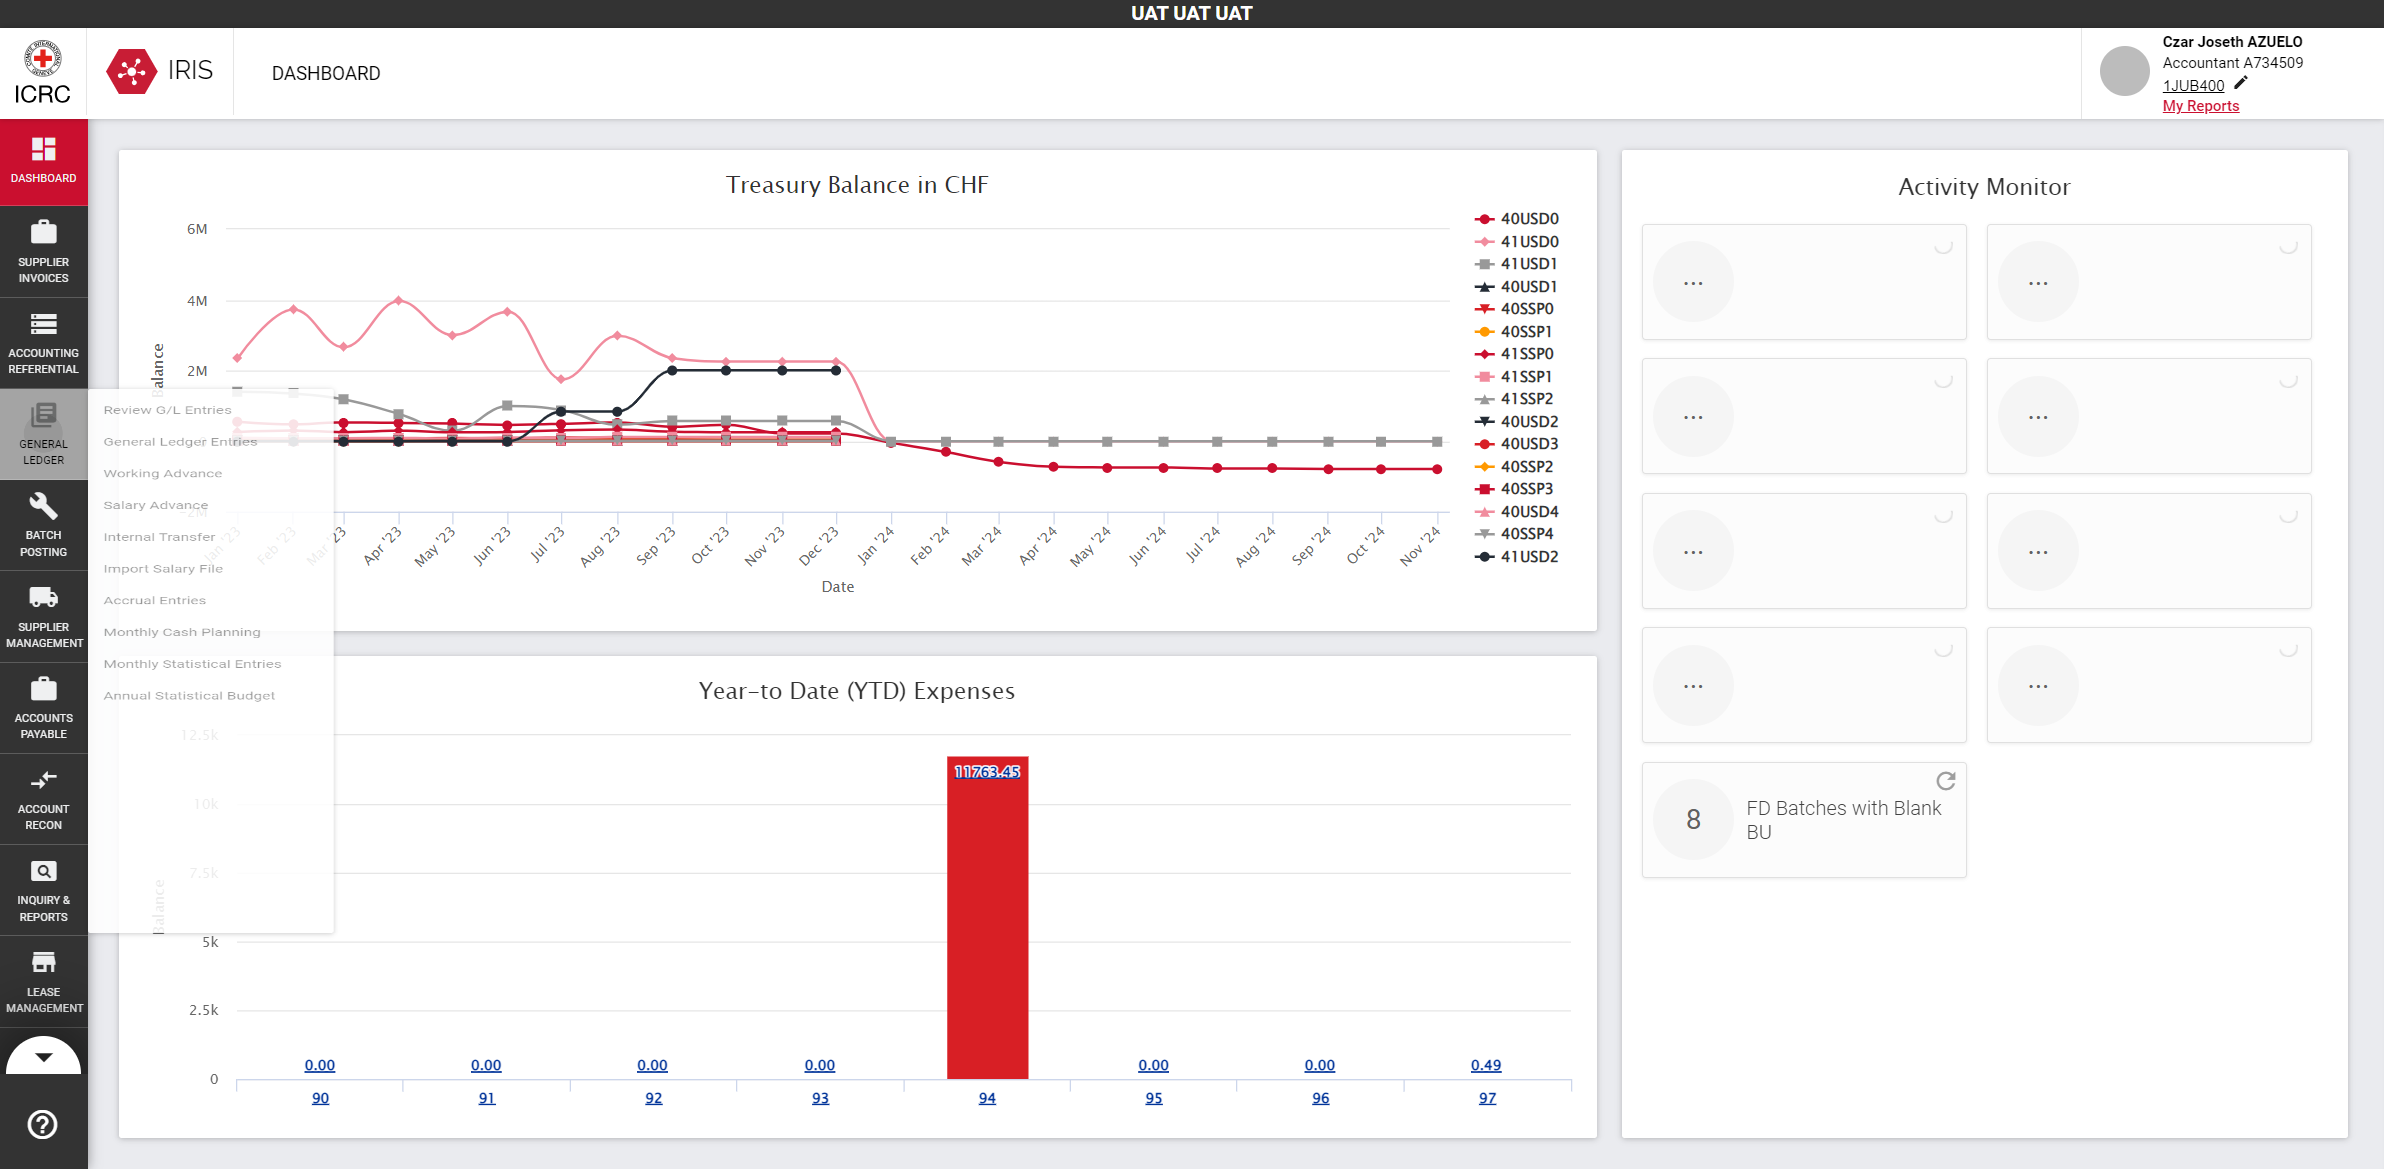 UAT UAT UAT
ICRC
IRIS
DASHBOARD
Czar Joseth AZUELO
Accountant A734509
1JUB400
My Reports
DASHBOARD
SUPPLIER
INVOICES
ACCOUNTING
REFERENTIAL
GENERAL
LEDGER
BATCH
POSTING
SUPPLIER
MANAGEMENT
ACCOUNTS
PAYABLE
ACCOUNT
RECON
INQUIRY &
REPORTS
LEASE
MANAGEMENT
Review G/L Entries
General Ledger Entries
Working Advance
Salary Advance
Internal Transfer
Import Salary File
Accrual Entries
Monthly Cash Planning
Monthly Statistical Entries
Annual Statistical Budget
Treasury Balance in CHF
6M
4M
2M
-2M
Balance
Jan '23
Feb '23
Mar '23
Apr '23
May '23
Jun '23
Jul '23
Aug '23
Sep '23
Oct '23
Nov '23
Dec '23
Jan '24
Feb '24
Mar '24
Apr '24
May '24
Jun '24
Jul '24
Aug '24
Sep '24
Oct '24
Nov '24
Date
40USD0
41USD0
41USD1
40USD1
40SSP0
40SSP1
41SSP0
41SSP1
41SSP2
40USD2
40USD3
40SSP2
40SSP3
40USD4
40SSP4
41USD2
Year-to Date (YTD) Expenses
12.5k
10k
7.5k
5k
2.5k
0
Balance
0.00
0.00
0.00
0.00
11763.45
0.00
0.00
0.49
90
91
92
93
94
95
96
97
Activity Monitor
...
...
...
...
...
...
...
...
8
FD Batches with Blank
BU